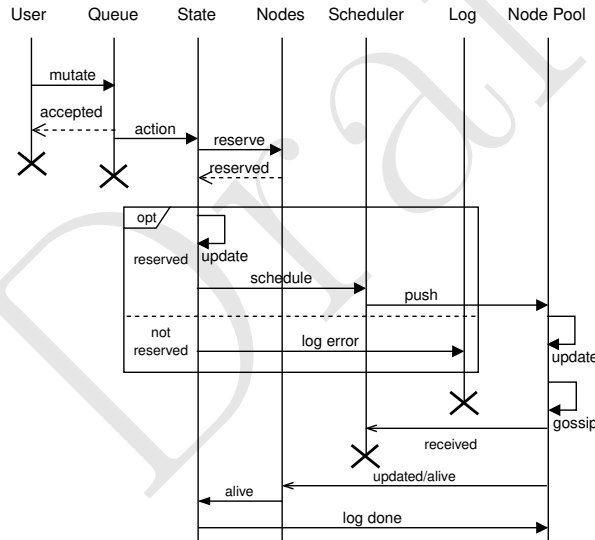 User Queue State Nodes Scheduler Log Node Pool
mutate
accepted
action
reserve
reserved
opt
reserved
update
schedule
push
not
reserved
log error
update
gossip
received
updated/alive
alive
log done
Draf